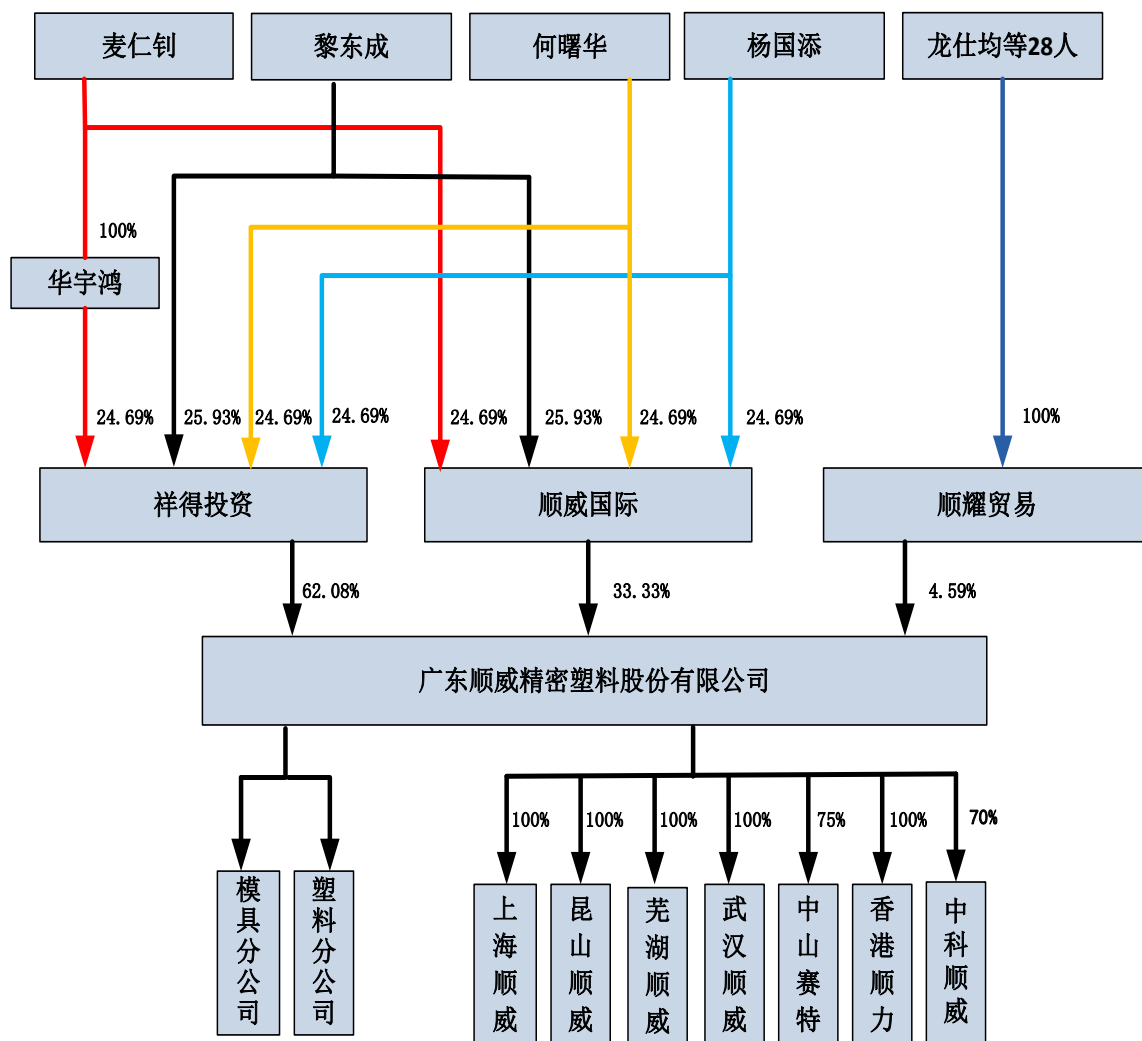 麦仁钊
黎东成
何曙华
杨国添
龙仕均等28人
100%
华宇鸿
24.69%
25.93%
24.69%
24.69%
24.69%
25.93%
24.69%
24.69%
100%
祥得投资
顺威国际
顺耀贸易
62.08%
33.33%
4.59%
广东顺威精密塑料股份有限公司
100%
100%
100%
100%
75%
100%
70%
模具分公司
塑料分公司
上海顺威
昆山顺威
芜湖顺威
武汉顺威
中山赛特
香港顺力
中科顺威